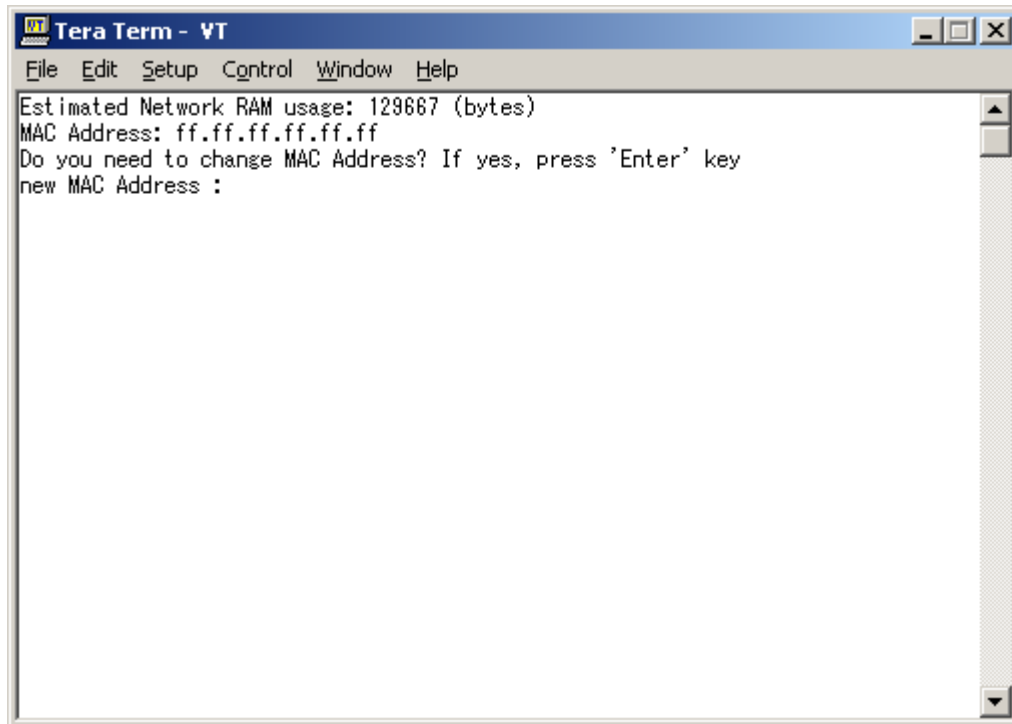 Tera Term - VT
File Edit Setup Control Window Help
Estimated Network RAM usage: 129667 (bytes)
MAC Address: ff.ff.ff.ff.ff.ff
Do you need to change MAC Address? If yes, press 'Enter' key
new MAC Address :